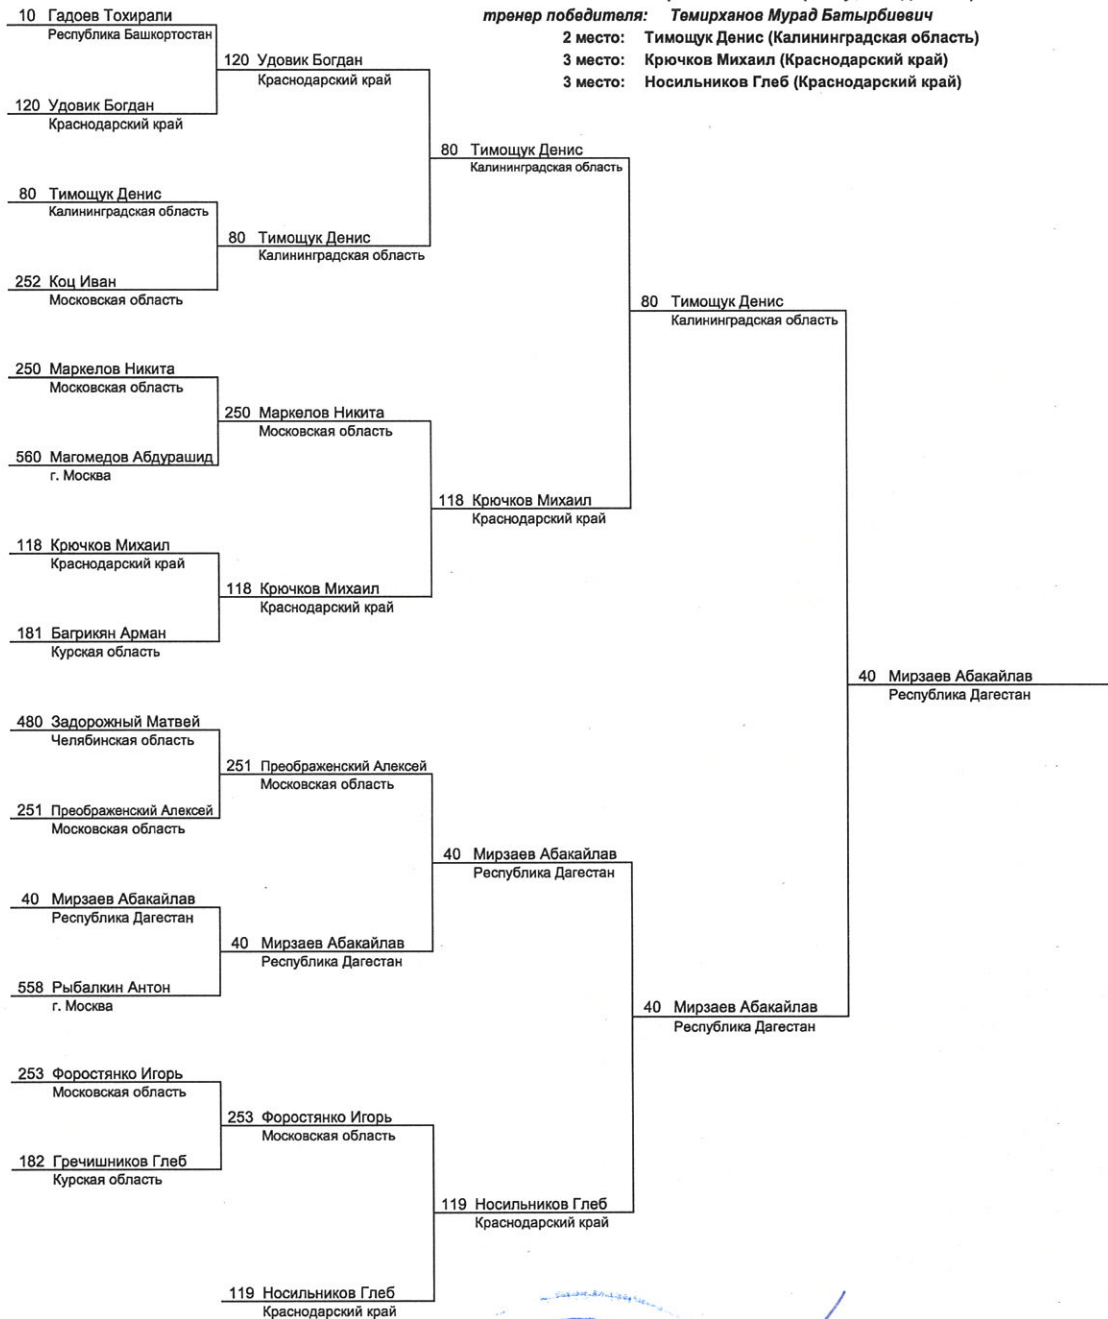 тренер победителя: Темирханов Мурад Батырбиевич
2 место: Тимощук Денис (Калининградская область)
3 место: Крючков Михаил (Краснодарский край)
3 место: Носильников Глеб (Краснодарский край)
10 Гадоев Тохирали
Республика Башкортостан
120 Удовик Богдан
Краснодарский край
120 Удовик Богдан
Краснодарский край
80 Тимощук Денис
Калининградская область
80 Тимощук Денис
Калининградская область
80 Тимощук Денис
Калининградская область
252 Коц Иван
Московская область
80 Тимощук Денис
Калининградская область
250 Маркелов Никита
Московская область
250 Маркелов Никита
Московская область
560 Магомедов Абдурашид
г. Москва
118 Крючков Михаил
Краснодарский край
118 Крючков Михаил
Краснодарский край
118 Крючков Михаил
Краснодарский край
181 Багрикян Арман
Курская область
40 Мирзаев Абакайлав
Республика Дагестан
480 Задорожный Матвей
Челябинская область
251 Преображенский Алексей
Московская область
251 Преображенский Алексей
Московская область
40 Мирзаев Абакайлав
Республика Дагестан
40 Мирзаев Абакайлав
Республика Дагестан
40 Мирзаев Абакайлав
Республика Дагестан
558 Рыбалкин Антон
г. Москва
40 Мирзаев Абакайлав
Республика Дагестан
253 Форостянко Игорь
Московская область
253 Форостянко Игорь
Московская область
182 Гречишников Глеб
Курская область
119 Носильников Глеб
Краснодарский край
119 Носильников Глеб
Краснодарский край